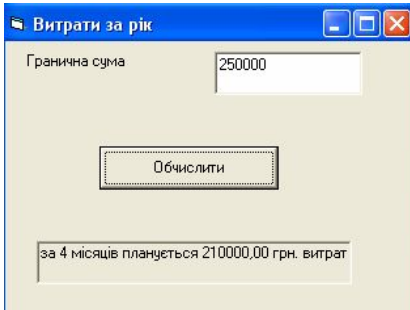 Витрати за рік
Гранична сума 250000
Обчислити
за 4 місяців планується 210000,00 грн. витрат